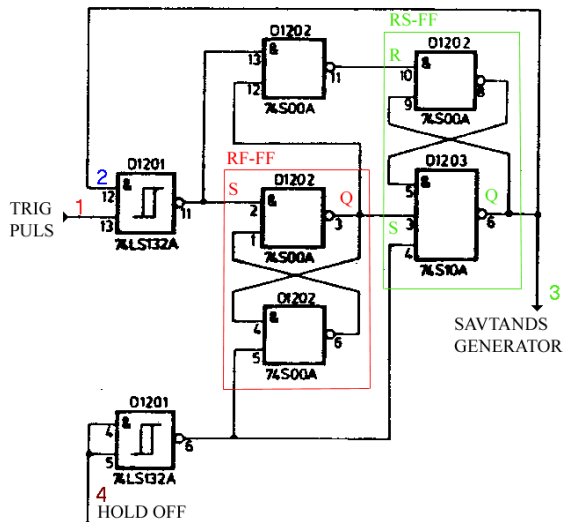 RS-FF
D1202
D1202
13
&
11
12
74S00A
R
10
&
8
9
74S00A
RF-FF
D1201
2
12
&
11
1
13
74LS132A
TRIG
PULS
D1202
S
2
&
Q
3
1
74S00A
D1203
5
&
Q
3
6
S
4
74S10A
D1202
4
&
6
5
74S00A
3
SAVTANDS
GENERATOR
D1201
4
&
6
5
74LS132A
4
HOLD OFF